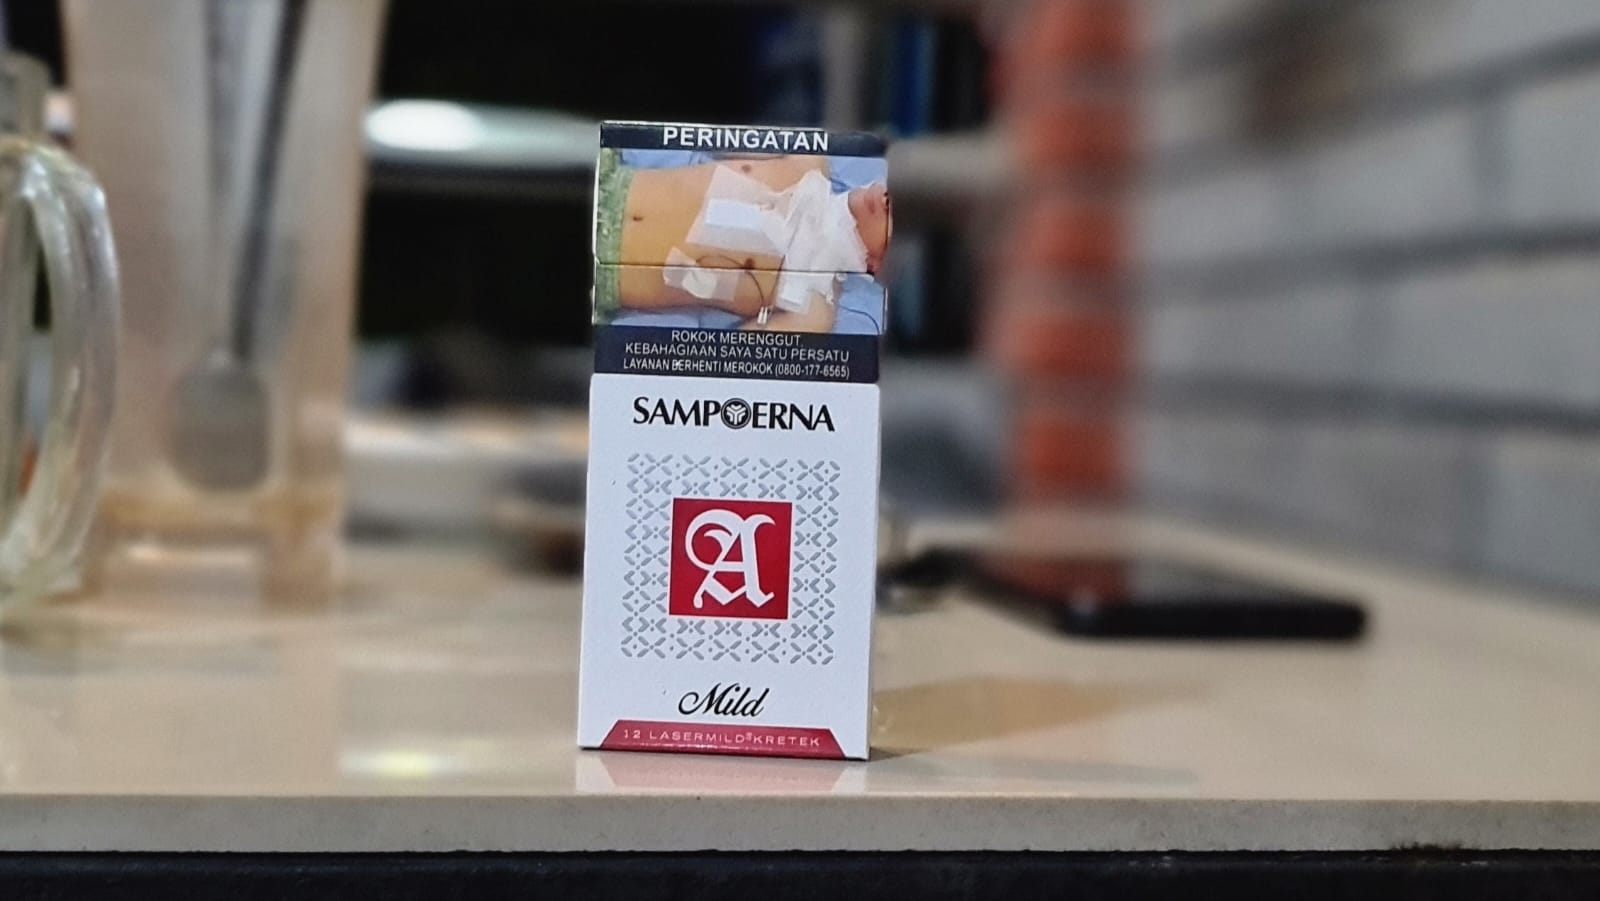 PERINGATAN
ROKOK MERENGGUT
KEBAHAGIAAN SAYA SATU PERSATU
LAYANAN BERHENTI MEROKOK (0800-177-6565)
SAMPOERNA
A
Mild
12 LASERMILD KRETEK